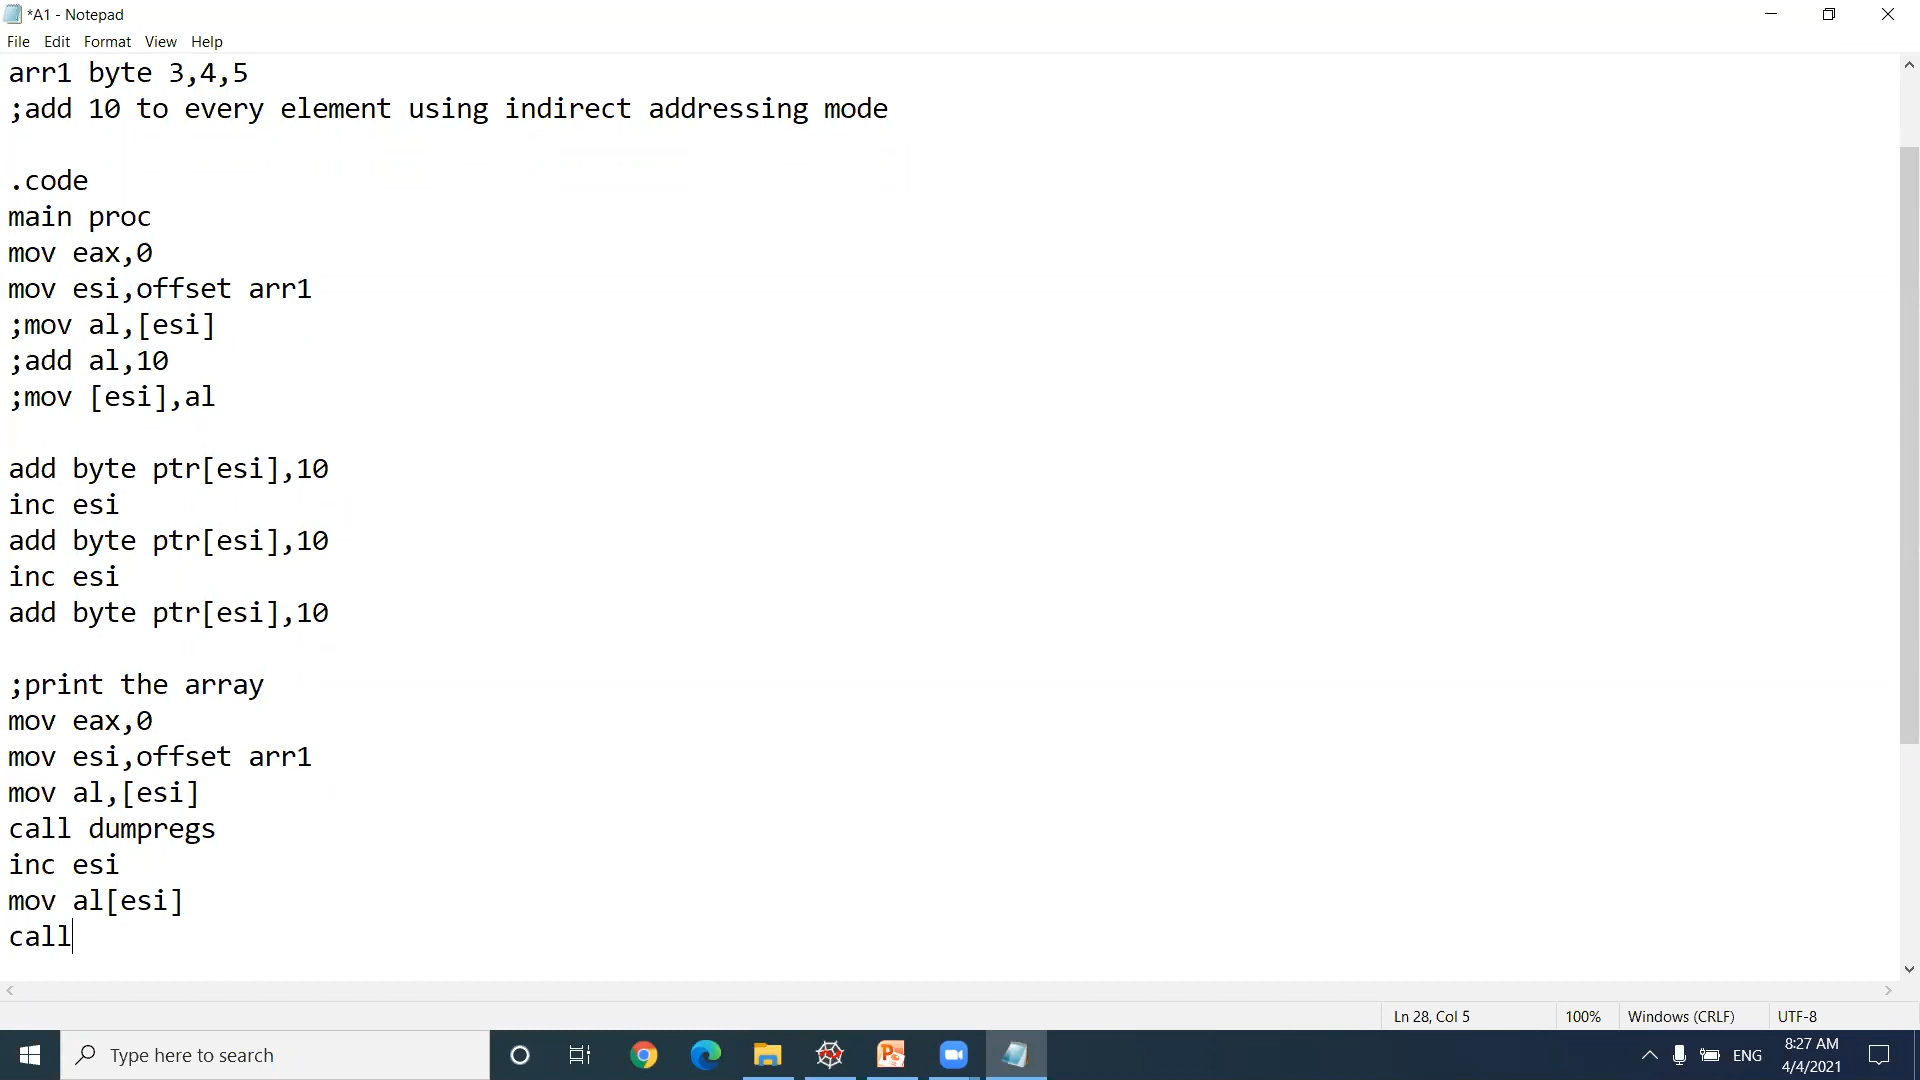 *A1 - Notepad
File Edit Format View Help
arr1 byte 3,4,5
;add 10 to every element using indirect addressing mode
.code
main proc
mov eax,0
mov esi,offset arr1
;mov al,[esi]
;add al,10
;mov [esi],al
add byte ptr[esi],10
inc esi
add byte ptr[esi],10
inc esi
add byte ptr[esi],10
;print the array
mov eax,0
mov esi,offset arr1
mov al,[esi]
call dumpregs
inc esi
mov al[esi]
call
Ln 28, Col 5 100% Windows (CRLF) UTF-8
Type here to search
ENG
8:27 AM
4/4/2021